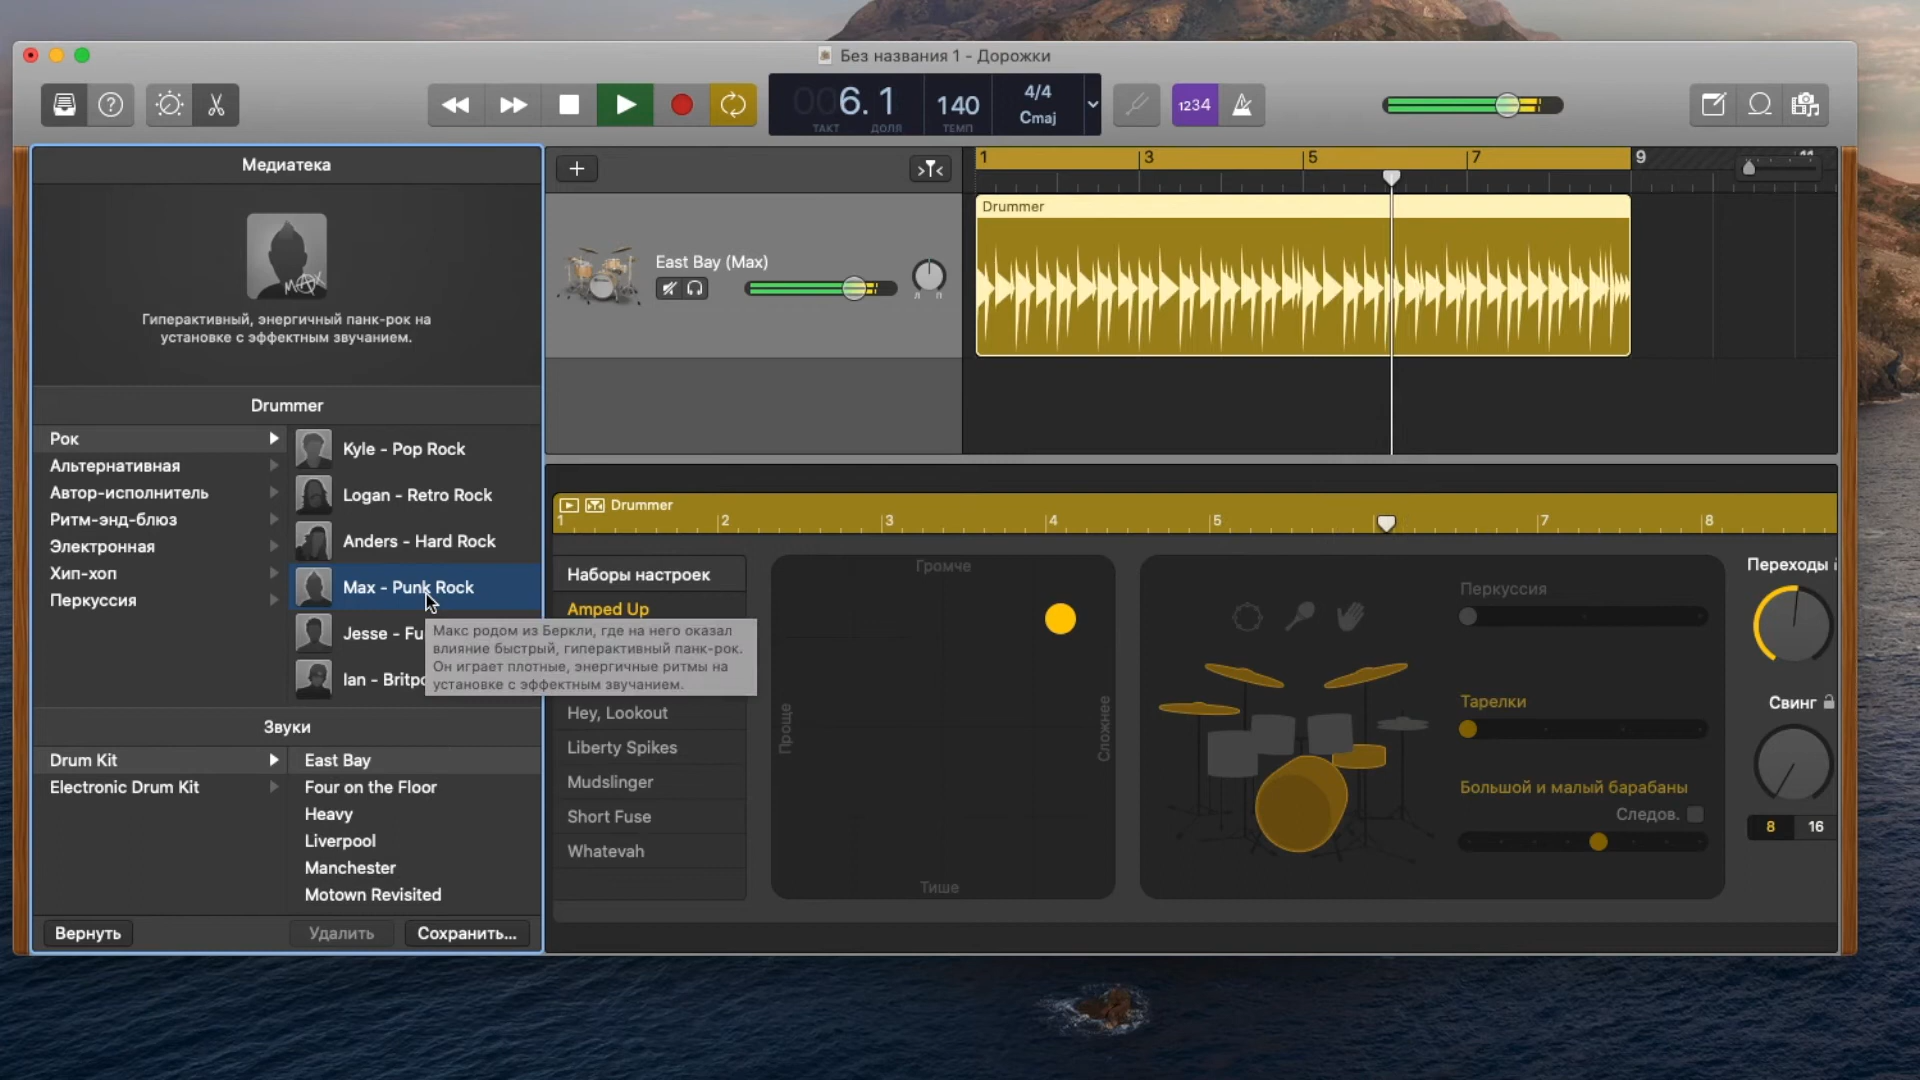 Без названия 1 - Дорожки
006. 1
ТАКТ
ДОЛЯ
140
ТЕМП
4/4
Cmaj
1234
Медиатека
MAX
Гиперактивный, энергичный панк-рок на
установке с эффектным звучанием.
Drummer
Рок
Альтернативная
Автор-исполнитель
Ритм-энд-блюз
Электронная
Хип-хоп
Перкуссия
Kyle - Pop Rock
Logan - Retro Rock
Anders - Hard Rock
Max - Punk Rock
Jesse - Fu
Ian - Britpo
Макс родом из Беркли, где на него оказал
влияние быстрый, гиперактивный панк-рок.
Он играет плотные, энергичные ритмы на
установке с эффектным звучанием.
Звуки
Drum Kit
Electronic Drum Kit
East Bay
Four on the Floor
Heavy
Liverpool
Manchester
Motown Revisited
Вернуть
Удалить
Сохранить...
East Bay (Max)
Л П
1 3 5 7 9 11
Drummer
Drummer
1 2 3 4 5 7 8
Наборы настроек
Amped Up
Hey, Lookout
Liberty Spikes
Mudslinger
Short Fuse
Whatevah
Громче
Проще
Сложнее
Тише
Перкуссия
Тарелки
Большой и малый барабаны
Следов.
Переходы
Свинг
8 16